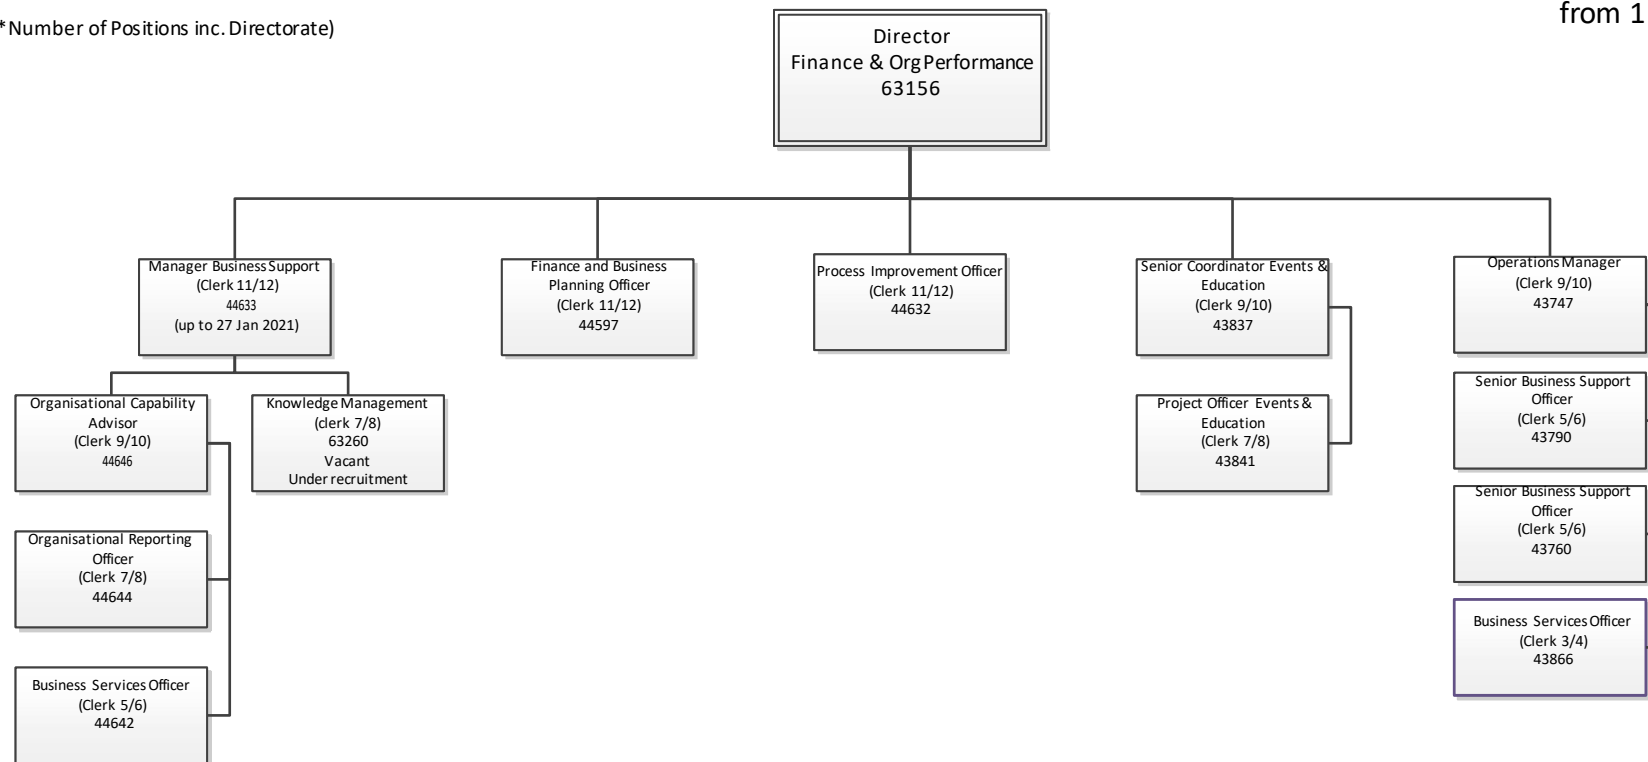 *Number of Positions inc. Directorate)
from 1
Director
Finance & Org Performance
63156
Manager Business Support
(Clerk 11/12)
44633
(up to 27 Jan 2021)
Finance and Business
Planning Officer
(Clerk 11/12)
44597
Process Improvement Officer
(Clerk 11/12)
44632
Senior Coordinator Events &
Education
(Clerk 9/10)
43837
Operations Manager
(Clerk 9/10)
43747
Organisational Capability
Advisor
(Clerk 9/10)
44646
Knowledge Management
(clerk 7/8)
63260
Vacant
Under recruitment
Project Officer Events &
Education
(Clerk 7/8)
43841
Senior Business Support
Officer
(Clerk 5/6)
43790
Senior Business Support
Officer
(Clerk 5/6)
43760
Organisational Reporting
Officer
(Clerk 7/8)
44644
Business Services Officer
(Clerk 3/4)
43866
Business Services Officer
(Clerk 5/6)
44642